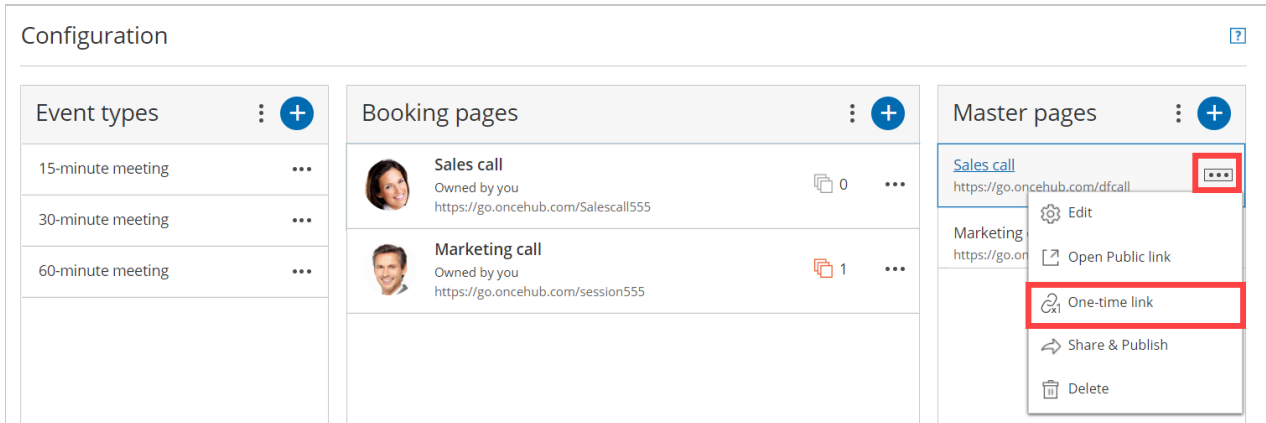 Configuration
?
Event types
15-minute meeting
30-minute meeting
60-minute meeting
Booking pages
Sales call
Owned by you
https://go.oncehub.com/Salescall555
0
Marketing call
Owned by you
https://go.oncehub.com/session555
1
Master pages
Sales call
https://go.oncehub.com/dfcall
Marketing
https://go.on
Edit
Open Public link
x1 One-time link
Share & Publish
Delete